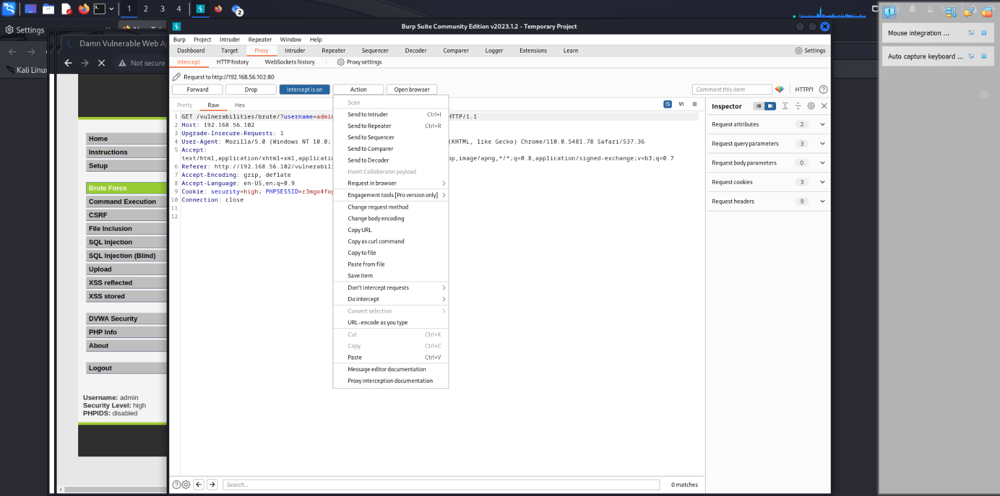 1 2 3 4 2
Settings
Damn Vulnerable Web A
Not secure
Kali Linux
Home
Instructions
Setup
Brute Force
Command Execution
CSRF
File Inclusion
SQL Injection
SQL Injection (Blind)
Upload
XSS reflected
XSS stored
DVWA Security
PHP Info
About
Logout
Username: admin
Security Level: high
PHPIDS: disabled
Burp Suite Community Edition v2023.1.2 - Temporary Project
Burp Project Intruder Repeater Window Help
Dashboard Target Proxy Intruder Repeater Sequencer Decoder Comparer Logger Extensions Learn Settings
Intercept HTTP history WebSockets history Proxy settings
Request to http://192.168.56.102:80
Forward Drop Intercept is on Action Open browser Comment this item HTTP/1
Pretty Raw Hex \n
1 GET /vulnerabilities/brute/?username=admin HTTP/1.1
2 Host: 192.168.56.102
3 Upgrade-Insecure-Requests: 1
4 User-Agent: Mozilla/5.0 (Windows NT 10.0; (KHTML, like Gecko) Chrome/110.0.5481.78 Safari/537.36
5 Accept:
text/html,application/xhtml+xml,application p,image/apng,*/*;q=0.8,application/signed-exchange;v=b3;q=0.7
6 Referer: http://192.168.56.102/vulnerabili
7 Accept-Encoding: gzip, deflate
8 Accept-Language: en-US,en;q=0.9
9 Cookie: security=high; PHPSESSID=r3mgo4fog
10 Connection: close
11
12
Scan
Send to Intruder Ctrl+I
Send to Repeater Ctrl+R
Send to Sequencer
Send to Comparer
Send to Decoder
Insert Collaborator payload
Request in browser
Engagement tools [Pro version only]
Change request method
Change body encoding
Copy URL
Copy as curl command
Copy to file
Paste from file
Save item
Don't intercept requests
Do intercept
Convert selection
URL-encode as you type
Cut Ctrl+X
Copy Ctrl+C
Paste Ctrl+V
Message editor documentation
Proxy interception documentation
Inspector
Request attributes 2
Request query parameters 3
Request body parameters 0
Request cookies 3
Request headers 9
Search... 0 matches
Mouse integration ...
Auto capture keyboard ...